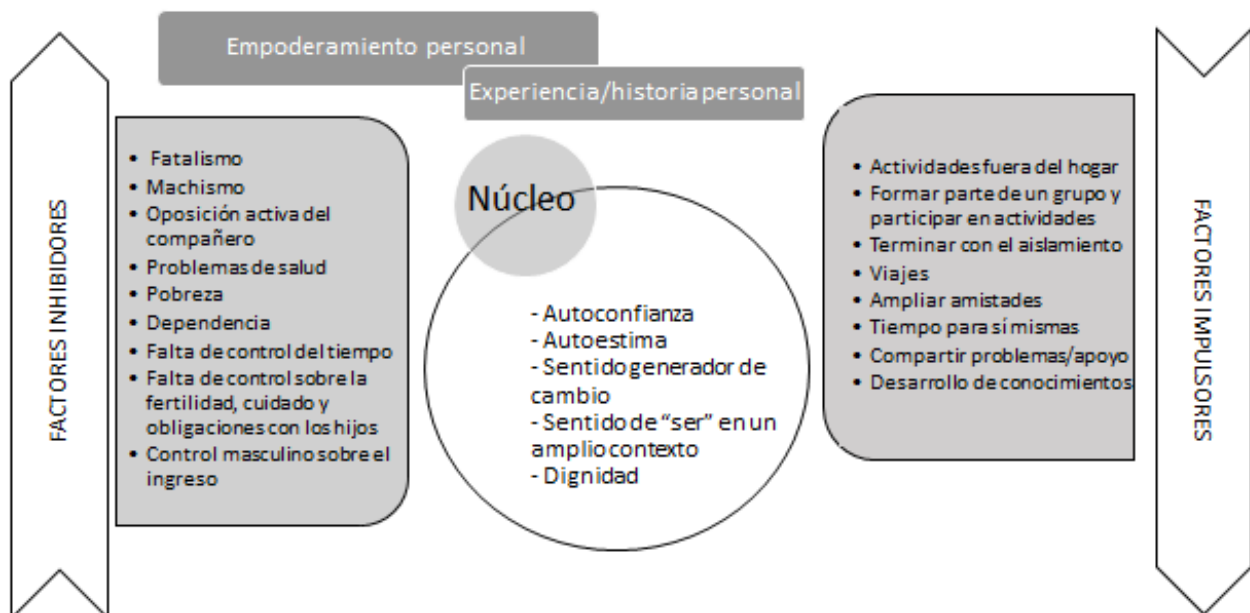 Empoderamiento personal
Experiencia/historia personal
FACTORES INHIBIDORES
• Fatalismo
• Machismo
• Oposición activa del
compañero
• Problemas de salud
• Pobreza
• Dependencia
• Falta de control del tiempo
• Falta de control sobre la
fertilidad, cuidado y
obligaciones con los hijos
• Control masculino sobre el
ingreso
Núcleo
- Autoconfianza
- Autoestima
- Sentido generador de
cambio
- Sentido de “ser” en un
amplio contexto
- Dignidad
• Actividades fuera del hogar
• Formar parte de un grupo y
participar en actividades
• Terminar con el aislamiento
• Viajes
• Ampliar amistades
• Tiempo para sí mismas
• Compartir problemas/apoyo
• Desarrollo de conocimientos
FACTORES IMPULSORES